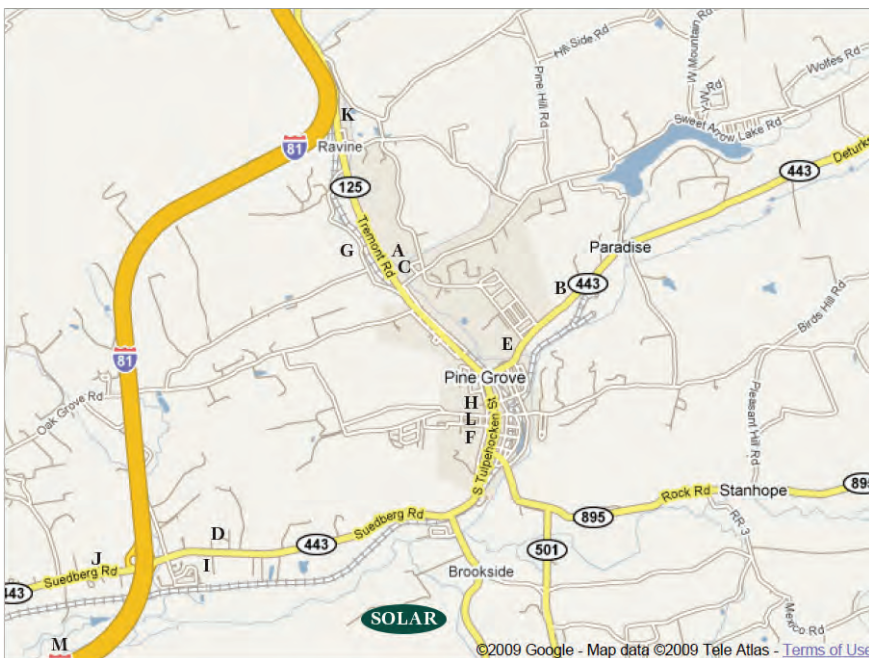 Hill Side Rd
W Mountain Rd
Wolfes Rd
Pine Hill Rd
Y-W Rd
K
Sweet Arrow Lake Rd
81
Ravine
443
Deturks
125
Tremont Rd
Paradise
G
A
C
B
443
Birds Hill Rd
E
81
Pine Grove
Oak Grove Rd
H
L
F
S Tulpehocken St
Pleasant Hill Rd
Rock Rd
Stanhope
895
895
D
443
Suedberg Rd
501
RR 3
J
I
Suedberg Rd
443
Brookside
Mexico Rd
SOLAR
M
©2009 Google - Map data ©2009 Tele Atlas - Terms of Use